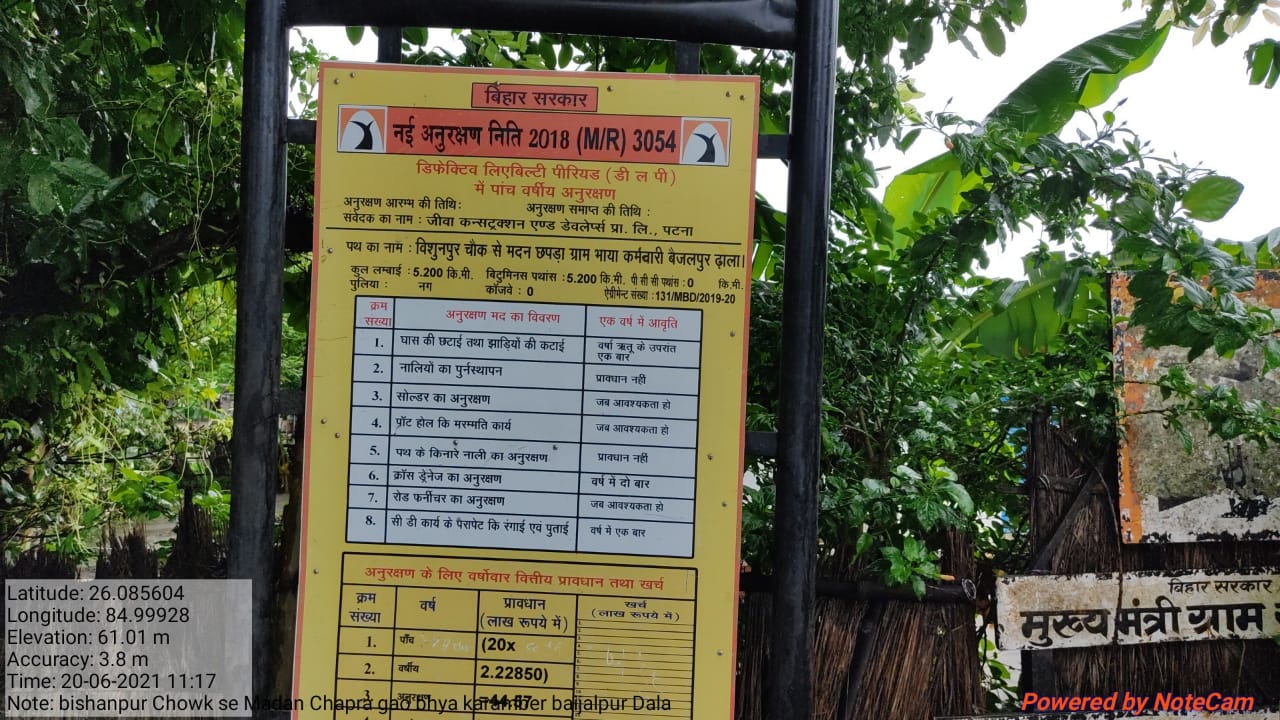 बिहार सरकार
नई अनुरक्षण निति 2018 (M/R) 3054
डिफेक्टिव लिएबिल्टी पीरियड (डी ल पी)
में पांच वर्षीय अनुरक्षण
अनुरक्षण आरम्भ की तिथि: अनुरक्षण समाप्त की तिथि :
संवेदक का नाम : जीवा कन्सट्रक्शन एण्ड डेवलेर्प्स प्रा. लि., पटना
पथ का नाम : विशुनपुर चौक से मदन छपड़ा ग्राम भाया कर्मबारी बैजलपुर ढ़ाला।
कुल लम्बाई : 5.200 कि.मी. बिटुमिनस पथांस : 5.200 कि.मी. पी सी सी पथांस : 0 कि.मी.
पुलिया : नग कॉजवे : 0 ऐग्रीमेन्ट संख्या : 131/MBD/2019-20
क्रम संख्या अनुरक्षण मद का विवरण एक वर्ष में आवृति
1. घास की छटाई तथा झाड़ियों की कटाई वर्षा ऋतू के उपरांत एक बार
2. नालियों का पुर्नस्थापन प्रावधान नहीं
3. सोल्डर का अनुरक्षण जब आवश्यकता हो
4. प्रॉट होल कि मरम्मति कार्य जब आवश्यकता हो
5. पथ के किनारे नाली का अनुरक्षण प्रावधान नहीं
6. क्रॉस ड्रेनेज का अनुरक्षण वर्ष में दो बार
7. रोड फर्नीचर का अनुरक्षण जब आवश्यकता हो
8. सी डी कार्य के पैरापेट कि रंगाई एवं पुताई वर्ष में एक बार
अनुरक्षण के लिए वर्षोवार वित्तीय प्रावधान तथा खर्च
क्रम संख्या वर्ष प्रावधान (लाख रूपये में) खर्च (लाख रूपये में)
1. पाँच (20x
2. वर्षीय 2.22850)
3 अनुरक्षण =44.57
बिहार सरकार
मुख्य मंत्री ग्राम
Latitude: 26.085604
Longitude: 84.99928
Elevation: 61.01 m
Accuracy: 3.8 m
Time: 20-06-2021 11:17
Note: bishanpur Chowk se Madan Chapra gao bhya karamber baijalpur Dala
Powered by NoteCam